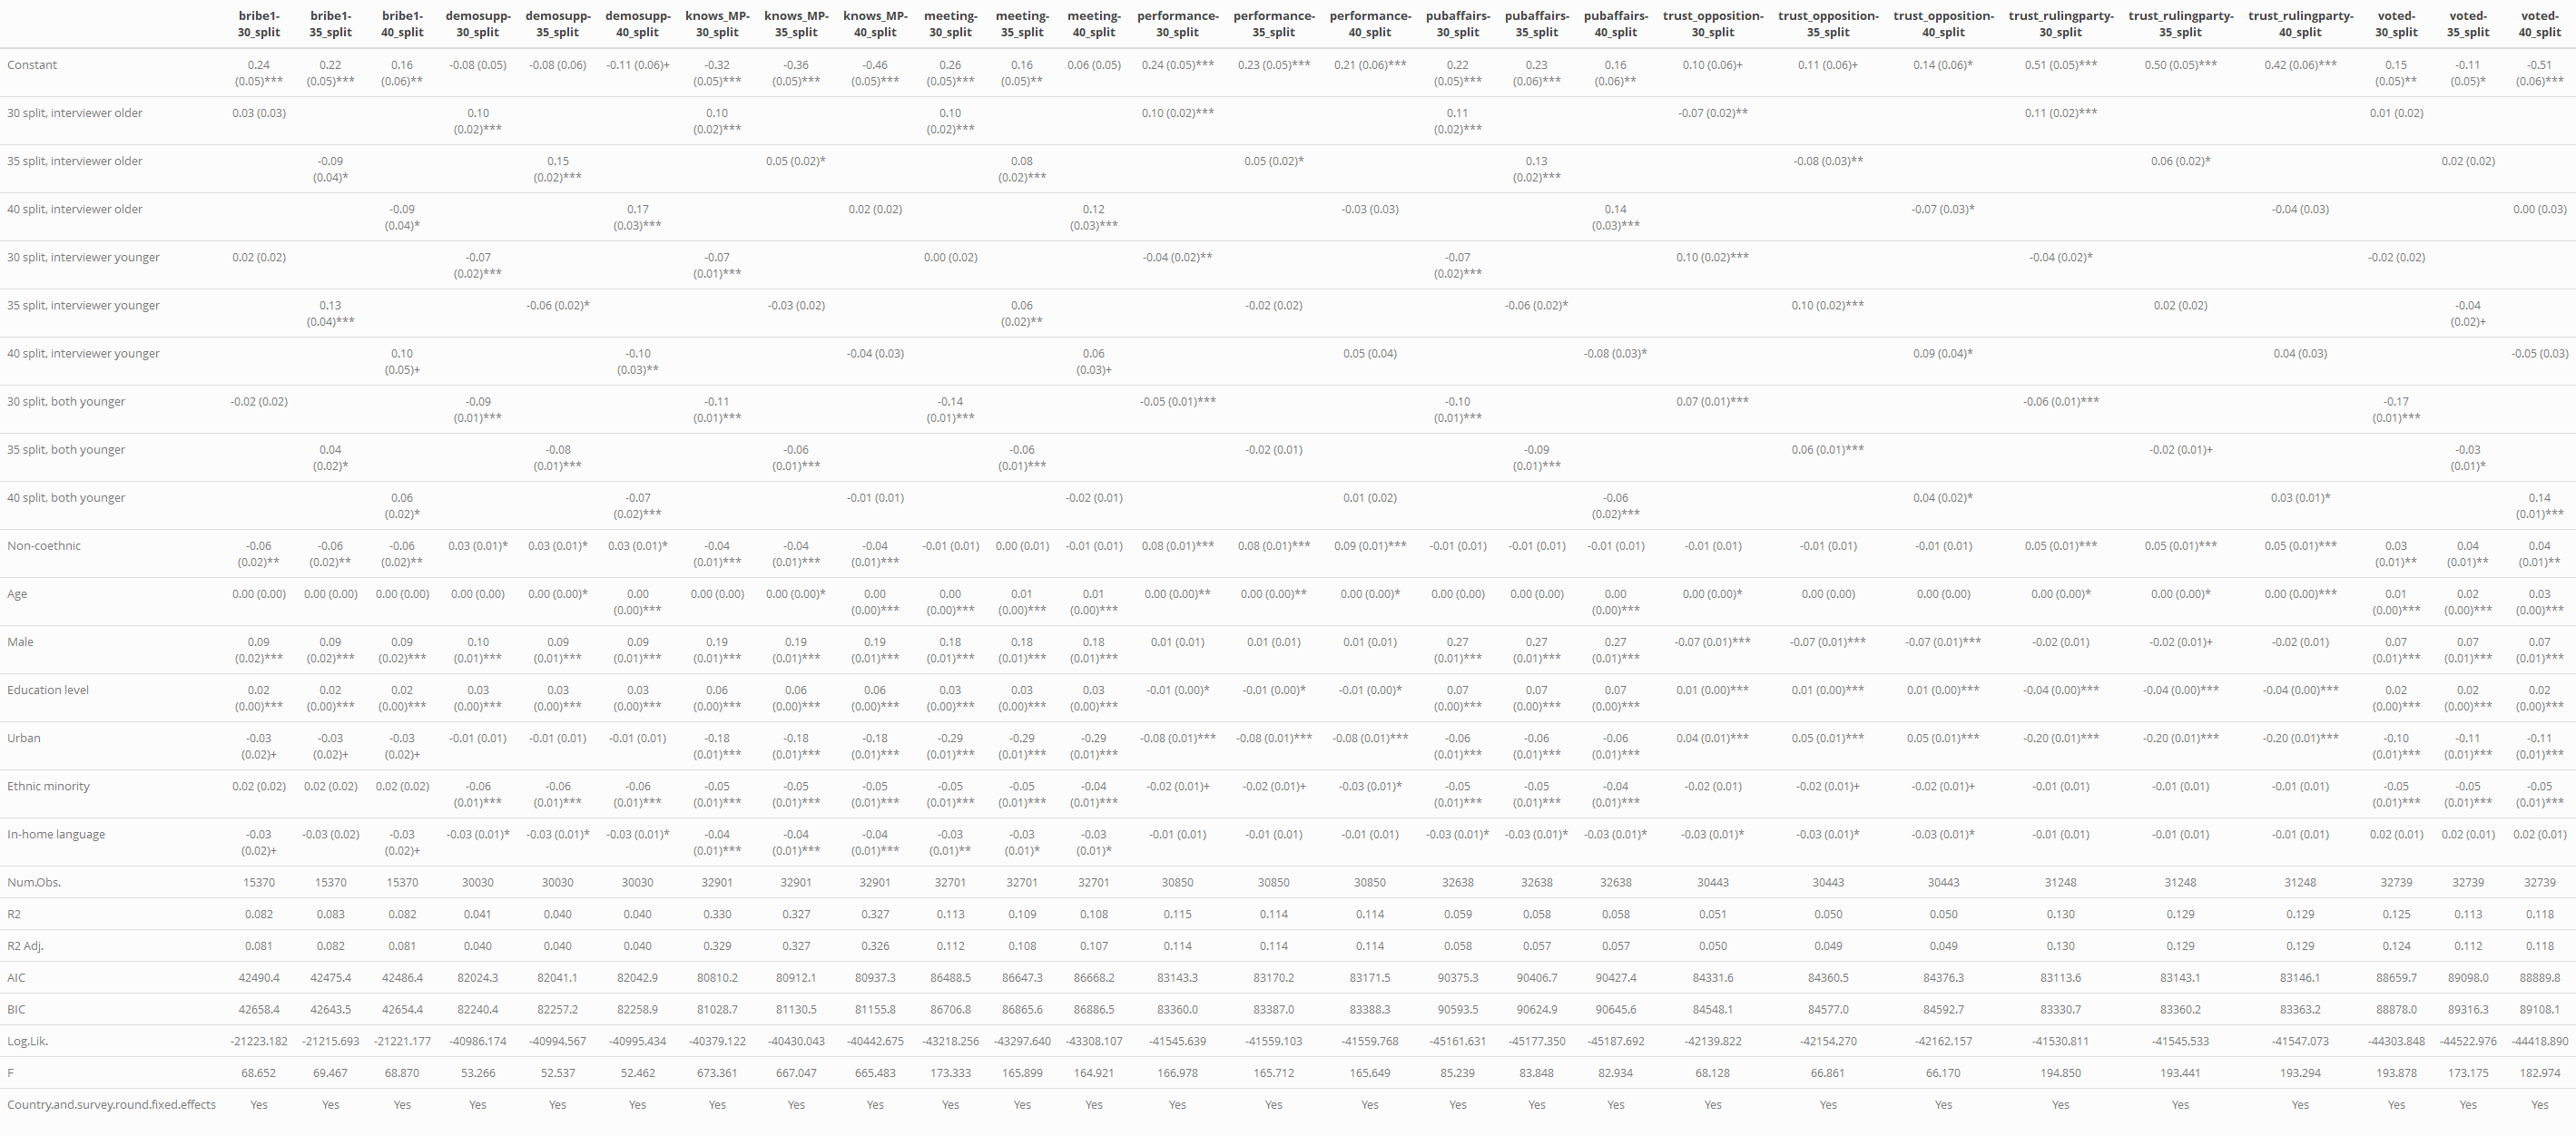 bribe1- bribe1- bribe1- demosupp- demosupp- demosupp- knows_MP- knows_MP- knows_MP- meeting- meeting- meeting- performance- performance- performance- pubaffairs- pubaffairs- pubaffairs- trust_opposition- trust_opposition- trust_opposition- trust_rulingparty- trust_rulingparty- trust_rulingparty- voted- voted- voted-
30_split 35_split 40_split 30_split 35_split 40_split 30_split 35_split 40_split 30_split 35_split 40_split 30_split 35_split 40_split 30_split 35_split 40_split 30_split 35_split 40_split 30_split 35_split 40_split 30_split 35_split 40_split
Constant 0.24 0.22 0.16 -0.08 (0.05) -0.08 (0.06) -0.11 (0.06)+ -0.32 -0.36 -0.46 0.26 0.16 0.06 (0.05) 0.24 (0.05)*** 0.23 (0.05)*** 0.21 (0.06)*** 0.22 0.23 0.16 0.10 (0.06)+ 0.11 (0.06)+ 0.14 (0.06)* 0.51 (0.05)*** 0.50 (0.05)*** 0.42 (0.06)*** 0.15 -0.11 -0.51
(0.05)*** (0.05)*** (0.06)** (0.05)*** (0.05)*** (0.05)*** (0.05)*** (0.05)** (0.05)*** (0.06)*** (0.06)** (0.05)** (0.05)* (0.06)***
30 split, interviewer older 0.03 (0.03) 0.10 0.10 0.10 0.10 (0.02)*** 0.11 -0.07 (0.02)** 0.11 (0.02)*** 0.01 (0.02)
(0.02)*** (0.02)*** (0.02)*** (0.02)***
35 split, interviewer older -0.09 0.15 0.05 (0.02)* 0.08 0.05 (0.02)* 0.13 -0.08 (0.03)** 0.06 (0.02)* 0.02 (0.02)
(0.04)* (0.02)*** (0.02)*** (0.02)***
40 split, interviewer older -0.09 0.17 0.02 (0.02) 0.12 -0.03 (0.03) 0.14 -0.07 (0.03)* -0.04 (0.03) 0.00 (0.03)
(0.04)* (0.03)*** (0.03)*** (0.03)***
30 split, interviewer younger 0.02 (0.02) -0.07 -0.07 0.00 (0.02) -0.04 (0.02)** -0.07 0.10 (0.02)*** -0.04 (0.02)* -0.02 (0.02)
(0.02)*** (0.01)*** (0.02)***
35 split, interviewer younger 0.13 -0.06 (0.02)* -0.03 (0.02) 0.06 -0.02 (0.02) -0.06 (0.02)* 0.10 (0.02)*** 0.02 (0.02) -0.04
(0.04)*** (0.02)** (0.02)+
40 split, interviewer younger 0.10 -0.10 -0.04 (0.03) 0.06 0.05 (0.04) -0.08 (0.03)* 0.09 (0.04)* 0.04 (0.03) -0.05 (0.03)
(0.05)+ (0.03)** (0.03)+
30 split, both younger -0.02 (0.02) -0.09 -0.11 -0.14 -0.05 (0.01)*** -0.10 0.07 (0.01)*** -0.06 (0.01)*** -0.17
(0.01)*** (0.01)*** (0.01)*** (0.01)*** (0.01)***
35 split, both younger 0.04 -0.08 -0.06 -0.06 -0.02 (0.01) -0.09 0.06 (0.01)*** -0.02 (0.01)+ -0.03
(0.02)* (0.01)*** (0.01)*** (0.01)*** (0.01)*** (0.01)*
40 split, both younger 0.06 -0.07 -0.01 (0.01) -0.02 (0.01) 0.01 (0.02) -0.06 0.04 (0.02)* 0.03 (0.01)* 0.14
(0.02)* (0.02)*** (0.02)*** (0.01)***
Non-coethnic -0.06 -0.06 -0.06 0.03 (0.01)* 0.03 (0.01)* 0.03 (0.01)* -0.04 -0.04 -0.04 -0.01 (0.01) 0.00 (0.01) -0.01 (0.01) 0.08 (0.01)*** 0.08 (0.01)*** 0.09 (0.01)*** -0.01 (0.01) -0.01 (0.01) -0.01 (0.01) -0.01 (0.01) -0.01 (0.01) -0.01 (0.01) 0.05 (0.01)*** 0.05 (0.01)*** 0.05 (0.01)*** 0.03 0.04 0.04
(0.02)** (0.02)** (0.02)** (0.01)*** (0.01)*** (0.01)*** (0.01)** (0.01)** (0.01)**
Age 0.00 (0.00) 0.00 (0.00) 0.00 (0.00) 0.00 (0.00) 0.00 (0.00)* 0.00 0.00 (0.00) 0.00 (0.00)* 0.00 0.00 0.01 0.01 0.00 (0.00)** 0.00 (0.00)** 0.00 (0.00)* 0.00 (0.00) 0.00 (0.00) 0.00 0.00 (0.00)* 0.00 (0.00) 0.00 (0.00) 0.00 (0.00)* 0.00 (0.00)* 0.00 (0.00)*** 0.01 0.02 0.03
(0.00)*** (0.00)*** (0.00)*** (0.00)*** (0.00)*** (0.00)*** (0.00)*** (0.00)*** (0.00)***
Male 0.09 0.09 0.09 0.10 0.09 0.09 0.19 0.19 0.19 0.18 0.18 0.18 0.01 (0.01) 0.01 (0.01) 0.01 (0.01) 0.27 0.27 0.27 -0.07 (0.01)*** -0.07 (0.01)*** -0.07 (0.01)*** -0.02 (0.01) -0.02 (0.01)+ -0.02 (0.01) 0.07 0.07 0.07
(0.02)*** (0.02)*** (0.02)*** (0.01)*** (0.01)*** (0.01)*** (0.01)*** (0.01)*** (0.01)*** (0.01)*** (0.01)*** (0.01)*** (0.01)*** (0.01)*** (0.01)*** (0.01)*** (0.01)*** (0.01)***
Education level 0.02 0.02 0.02 0.03 0.03 0.03 0.06 0.06 0.06 0.03 0.03 0.03 -0.01 (0.00)* -0.01 (0.00)* -0.01 (0.00)* 0.07 0.07 0.07 0.01 (0.00)*** 0.01 (0.00)*** 0.01 (0.00)*** -0.04 (0.00)*** -0.04 (0.00)*** -0.04 (0.00)*** 0.02 0.02 0.02
(0.00)*** (0.00)*** (0.00)*** (0.00)*** (0.00)*** (0.00)*** (0.00)*** (0.00)*** (0.00)*** (0.00)*** (0.00)*** (0.00)*** (0.00)*** (0.00)*** (0.00)*** (0.00)*** (0.00)*** (0.00)***
Urban -0.03 -0.03 -0.03 -0.01 (0.01) -0.01 (0.01) -0.01 (0.01) -0.18 -0.18 -0.18 -0.29 -0.29 -0.29 -0.08 (0.01)*** -0.08 (0.01)*** -0.08 (0.01)*** -0.06 -0.06 -0.06 0.04 (0.01)*** 0.05 (0.01)*** 0.05 (0.01)*** -0.20 (0.01)*** -0.20 (0.01)*** -0.20 (0.01)*** -0.10 -0.11 -0.11
(0.02)+ (0.02)+ (0.02)+ (0.01)*** (0.01)*** (0.01)*** (0.01)*** (0.01)*** (0.01)*** (0.01)*** (0.01)*** (0.01)*** (0.01)*** (0.01)*** (0.01)***
Ethnic minority 0.02 (0.02) 0.02 (0.02) 0.02 (0.02) -0.06 -0.06 -0.06 -0.05 -0.05 -0.05 -0.05 -0.05 -0.04 -0.02 (0.01)+ -0.02 (0.01)+ -0.03 (0.01)* -0.05 -0.05 -0.04 -0.02 (0.01) -0.02 (0.01)+ -0.02 (0.01)+ -0.01 (0.01) -0.01 (0.01) -0.01 (0.01) -0.05 -0.05 -0.05
(0.01)*** (0.01)*** (0.01)*** (0.01)*** (0.01)*** (0.01)*** (0.01)*** (0.01)*** (0.01)*** (0.01)*** (0.01)*** (0.01)*** (0.01)*** (0.01)*** (0.01)***
In-home language -0.03 -0.03 (0.02) -0.03 -0.03 (0.01)* -0.03 (0.01)* -0.03 (0.01)* -0.04 -0.04 -0.04 -0.03 -0.03 -0.03 -0.01 (0.01) -0.01 (0.01) -0.01 (0.01) -0.03 (0.01)* -0.03 (0.01)* -0.03 (0.01)* -0.03 (0.01)* -0.03 (0.01)* -0.03 (0.01)* -0.01 (0.01) -0.01 (0.01) -0.01 (0.01) 0.02 (0.01) 0.02 (0.01) 0.02 (0.01)
(0.02)+ (0.02)+ (0.01)*** (0.01)*** (0.01)*** (0.01)** (0.01)* (0.01)*
Num.Obs. 15370 15370 15370 30030 30030 30030 32901 32901 32901 32701 32701 32701 30850 30850 30850 32638 32638 32638 30443 30443 30443 31248 31248 31248 32739 32739 32739
R2 0.082 0.083 0.082 0.041 0.040 0.040 0.330 0.327 0.327 0.113 0.109 0.108 0.115 0.114 0.114 0.059 0.058 0.058 0.051 0.050 0.050 0.130 0.129 0.129 0.125 0.113 0.118
R2 Adj. 0.081 0.082 0.081 0.040 0.040 0.040 0.329 0.327 0.326 0.112 0.108 0.107 0.114 0.114 0.114 0.058 0.057 0.057 0.050 0.049 0.049 0.130 0.129 0.129 0.124 0.112 0.118
AIC 42490.4 42475.4 42486.4 82024.3 82041.1 82042.9 80810.2 80912.1 80937.3 86488.5 86647.3 86668.2 83143.3 83170.2 83171.5 90375.3 90406.7 90427.4 84331.6 84360.5 84376.3 83113.6 83143.1 83146.1 88659.7 89098.0 88889.8
BIC 42658.4 42643.5 42654.4 82240.4 82257.2 82258.9 81028.7 81130.5 81155.8 86706.8 86865.6 86886.5 83360.0 83387.0 83388.3 90593.5 90624.9 90645.6 84548.1 84577.0 84592.7 83330.7 83360.2 83363.2 88878.0 89316.3 89108.1
Log.Lik. -21223.182 -21215.693 -21221.177 -40986.174 -40994.567 -40995.434 -40379.122 -40430.043 -40442.675 -43218.256 -43297.640 -43308.107 -41545.639 -41559.103 -41559.768 -45161.631 -45177.350 -45187.692 -42139.822 -42154.270 -42162.157 -41530.811 -41545.533 -41547.073 -44303.848 -44522.976 -44418.890
F 68.652 69.467 68.870 53.266 52.537 52.462 673.361 667.047 665.483 173.333 165.899 164.921 166.978 165.712 165.649 85.239 83.848 82.934 68.128 66.861 66.170 194.850 193.441 193.294 193.878 173.175 182.974
Country.and.survey.round.fixed.effects Yes Yes Yes Yes Yes Yes Yes Yes Yes Yes Yes Yes Yes Yes Yes Yes Yes Yes Yes Yes Yes Yes Yes Yes Yes Yes Yes